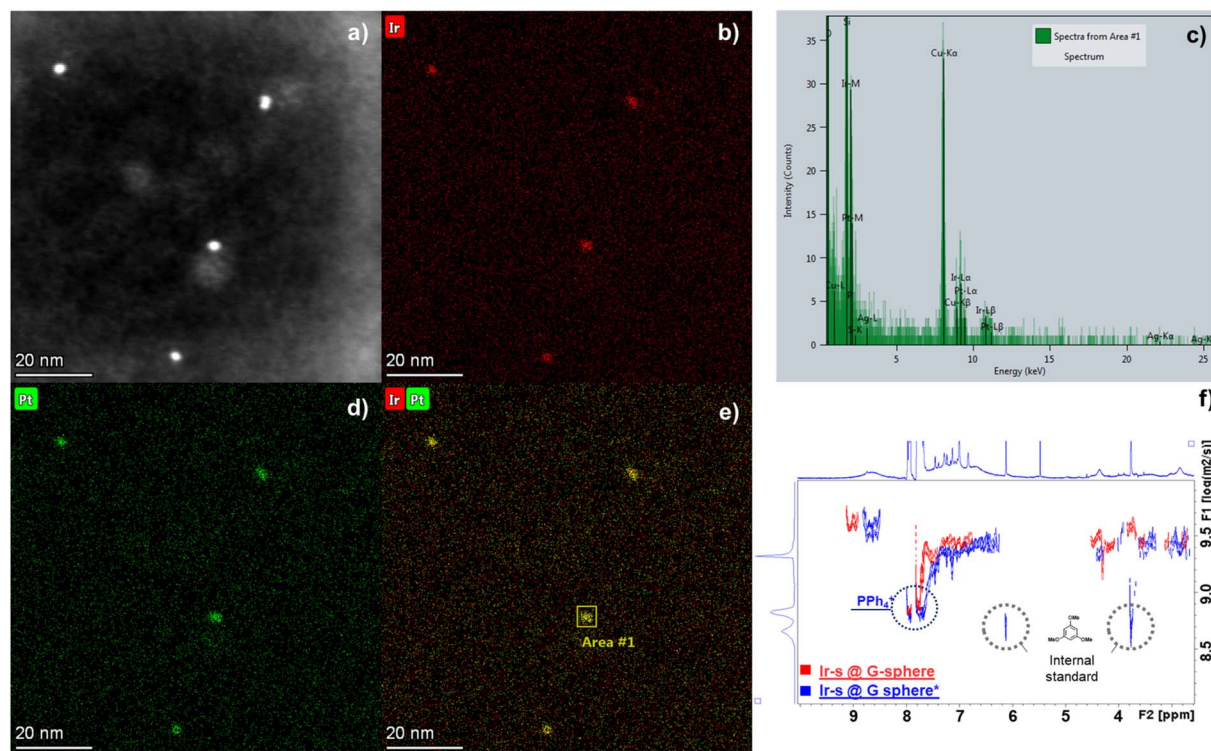 a)
20 nm
Ir
b)
20 nm
c)
Spectra from Area #1
Spectrum
Intensity (Counts)
35
30
25
20
15
10
5
0
Si
Ir-M
Pt-M
Cu-L
S-K
Ag-L
Cu-Kα
Ir-Lα
Pt-Lα
Cu-Kβ
Ir-Lβ
Pt-Lβ
Ag-Kα
Ag-K
5
10
15
20
25
Energy (keV)
Pt
d)
20 nm
Ir Pt
e)
Area #1
20 nm
f)
F1 [log(m2/s)]
9.5
9.0
8.5
PPh4+
OMe
MeO
OMe
Internal
standard
Ir-s @ G-sphere
Ir-s @ G sphere*
9
8
7
6
5
4
F2 [ppm]